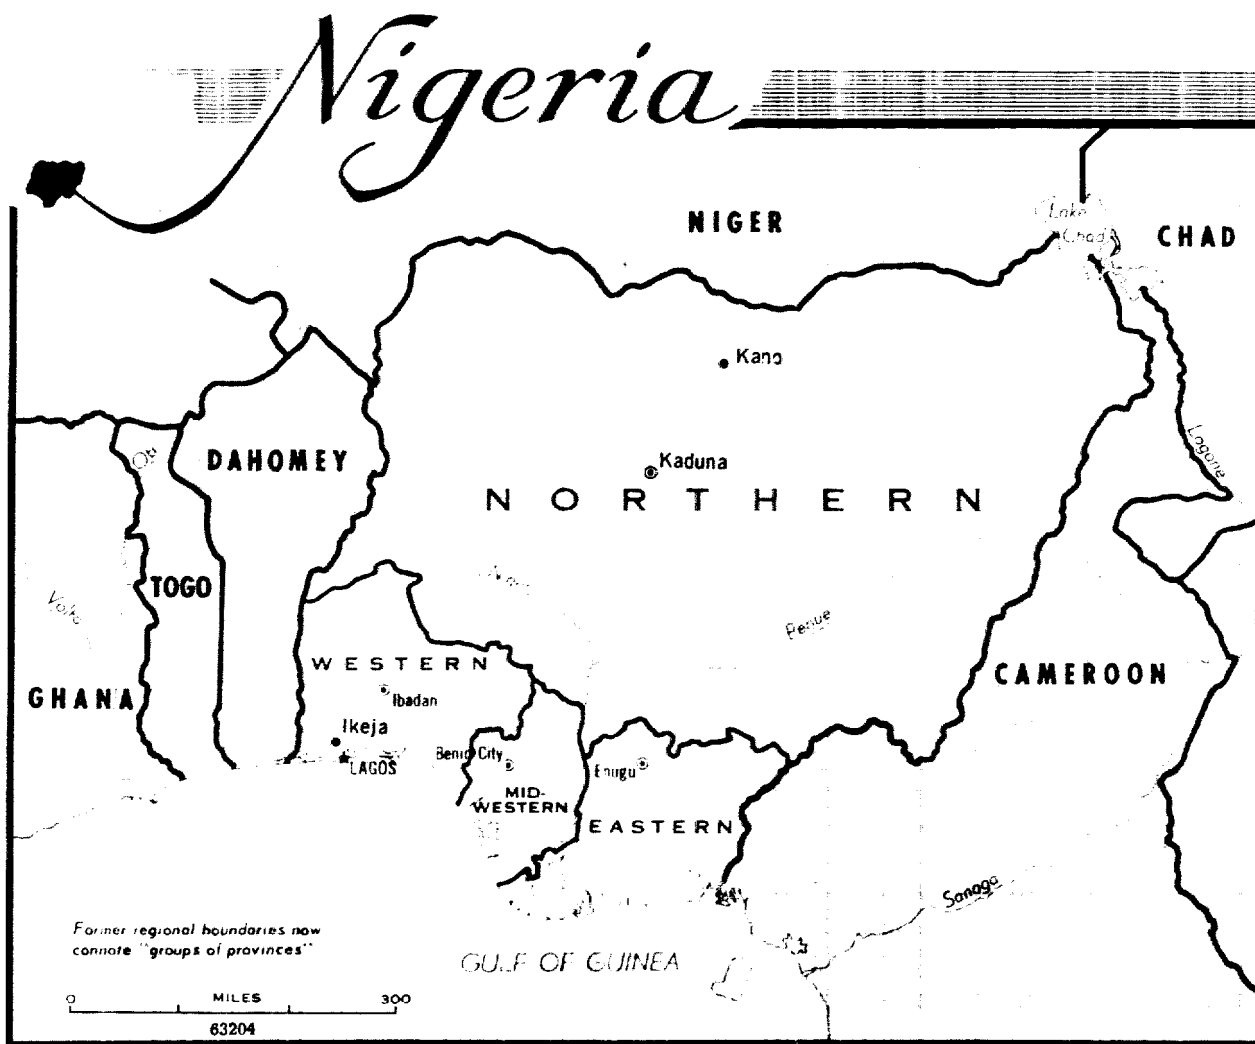 Nigeria
NIGER
Lake
Chad
CHAD
Kano
Kaduna
DAHOMEY
Oti
Logone
NORTHERN
TOGO
Benue
WESTERN
CAMEROON
GHANA
Ibadan
Ikeja
LAGOS
Benin City
Enugu
MID-
WESTERN
EASTERN
Sanaga
Former regional boundaries now
connote "groups of provinces"
GULF OF GUINEA
0 MILES 300
63204